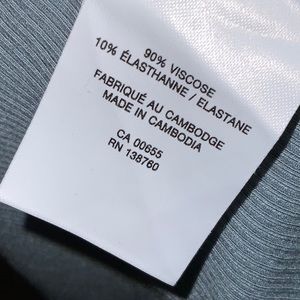 90% VISCOSE
10% ÉLASTHANNE / ELASTANE
FABRIQUÉ AU CAMBODGE
MADE IN CAMBODIA
CA 00655
RN 138760